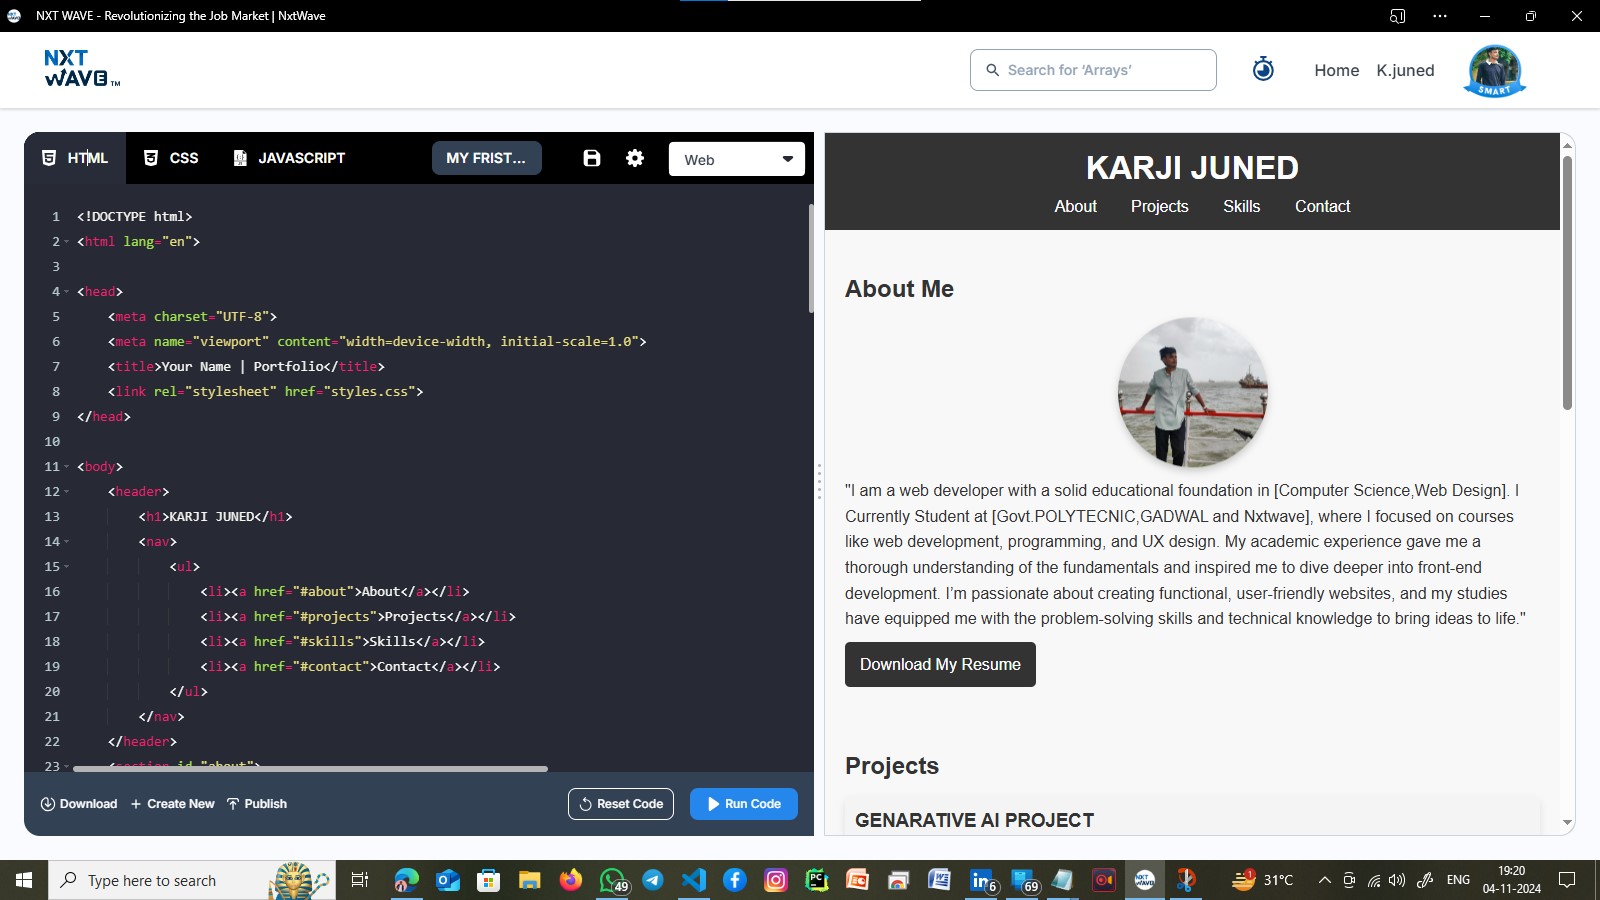 NXT WAVE - Revolutionizing the Job Market | NxtWave
NXT
WAVE™
Search for ‘Arrays’
Home K.juned
SMART
HTML CSS JAVASCRIPT MY FRIST... Web
1 <!DOCTYPE html>
2 <html lang="en">
3
4 <head>
5 <meta charset="UTF-8">
6 <meta name="viewport" content="width=device-width, initial-scale=1.0">
7 <title>Your Name | Portfolio</title>
8 <link rel="stylesheet" href="styles.css">
9 </head>
10
11 <body>
12 <header>
13 <h1>KARJI JUNED</h1>
14 <nav>
15 <ul>
16 <li><a href="#about">About</a></li>
17 <li><a href="#projects">Projects</a></li>
18 <li><a href="#skills">Skills</a></li>
19 <li><a href="#contact">Contact</a></li>
20 </ul>
21 </nav>
22 </header>
23 <section id="about">
Download + Create New Publish Reset Code Run Code
KARJI JUNED
About Projects Skills Contact
About Me
"I am a web developer with a solid educational foundation in [Computer Science,Web Design]. I
Currently Student at [Govt.POLYTECNIC,GADWAL and Nxtwave], where I focused on courses
like web development, programming, and UX design. My academic experience gave me a
thorough understanding of the fundamentals and inspired me to dive deeper into front-end
development. I’m passionate about creating functional, user-friendly websites, and my studies
have equipped me with the problem-solving skills and technical knowledge to bring ideas to life."
Download My Resume
Projects
GENARATIVE AI PROJECT
Type here to search 49 6 69 1 31°C ENG 19:20
04-11-2024